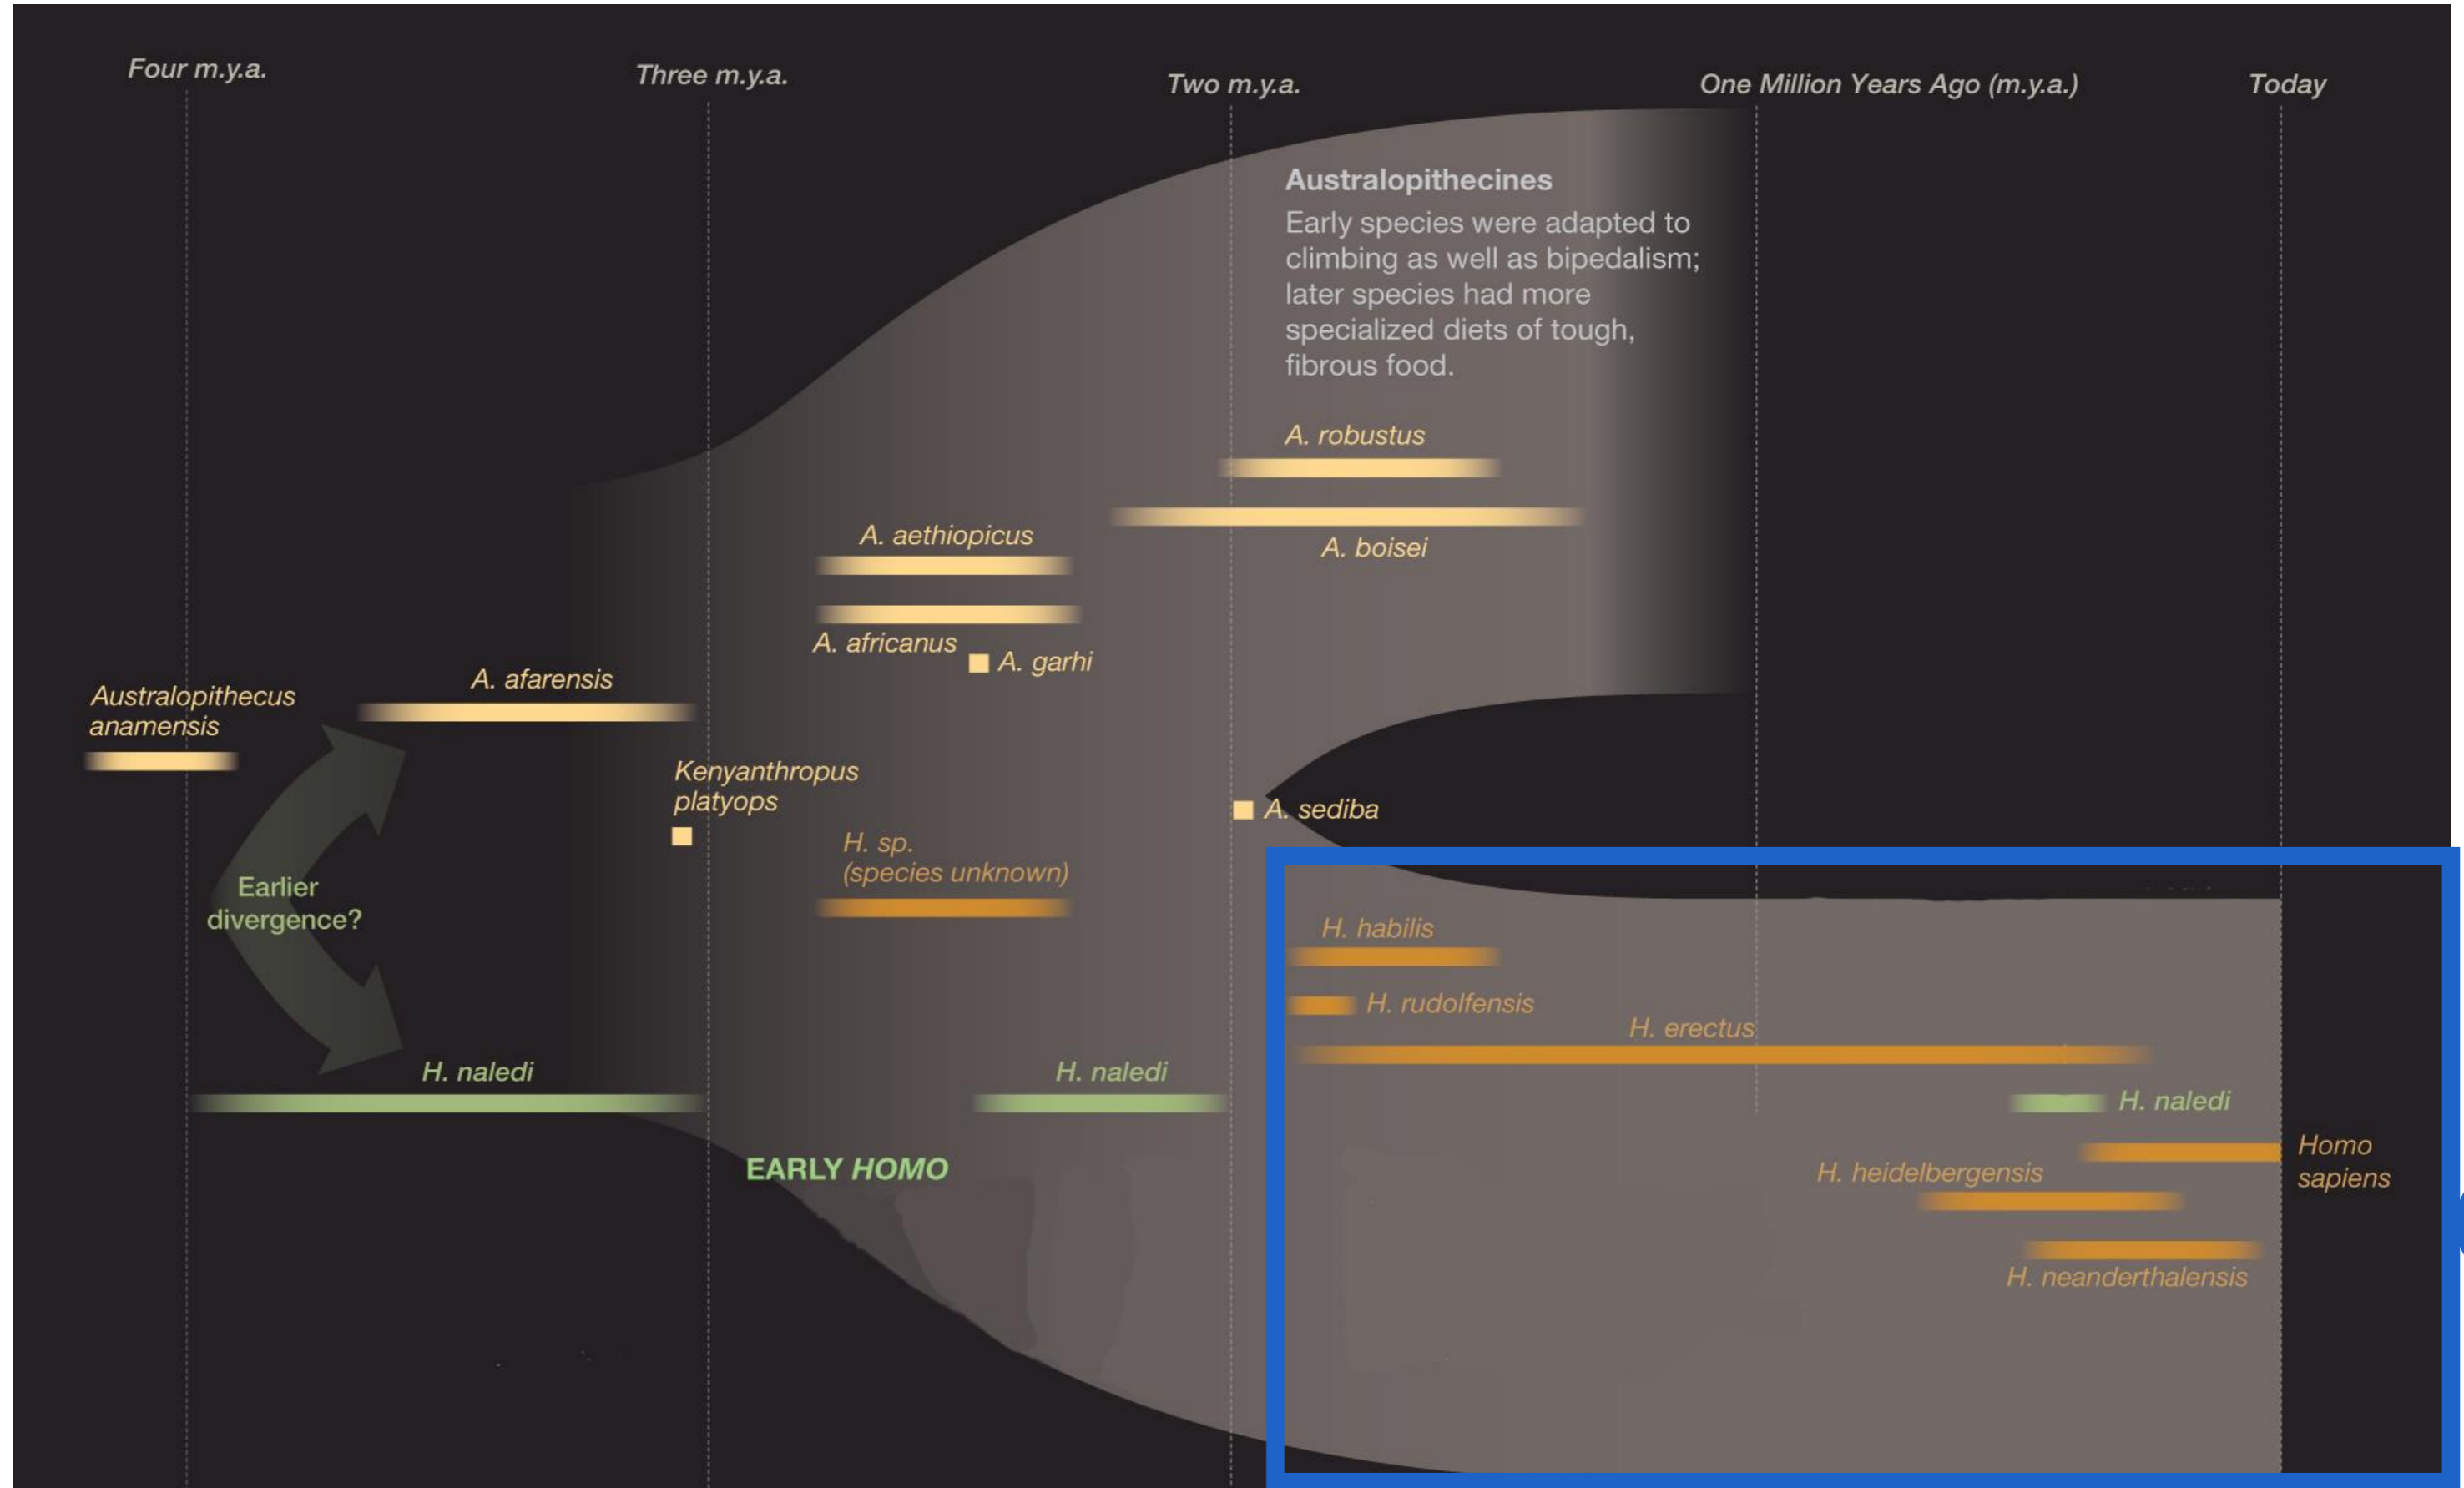 Four m.y.a.
Three m.y.a.
Two m.y.a.
One Million Years Ago (m.y.a.)
Today
Australopithecines
Early species were adapted to
climbing as well as bipedalism;
later species had more
specialized diets of tough,
fibrous food.
A. robustus
A. boisei
A. aethiopicus
A. africanus
A. garhi
A. afarensis
Australopithecus
anamensis
Kenyanthropus
platyops
A. sediba
H. sp.
(species unknown)
Earlier
divergence?
H. habilis
H. rudolfensis
H. erectus
H. naledi
H. naledi
H. naledi
EARLY HOMO
Homo
sapiens
H. heidelbergensis
H. neanderthalensis